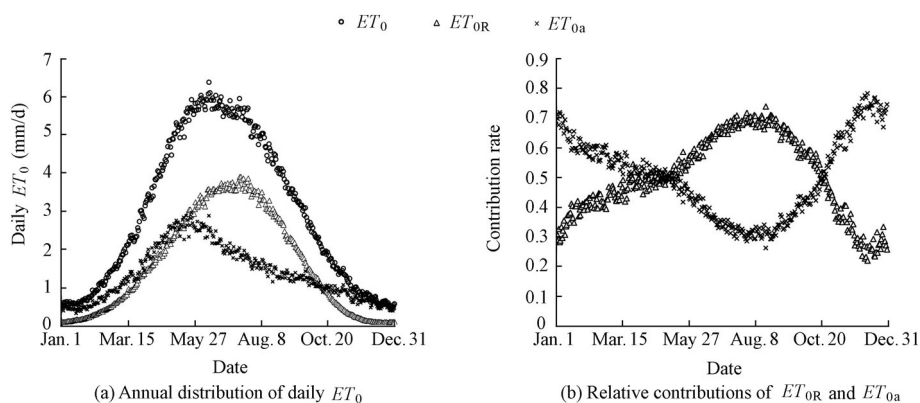 ET0 ET0R ET0a
Daily ET0 (mm/d)
7
6
5
4
3
2
1
0
Jan. 1 Mar. 15 May 27 Aug. 8 Oct. 20 Dec. 31
Date
(a) Annual distribution of daily ET0
Contribution rate
0.9
0.8
0.7
0.6
0.5
0.4
0.3
0.2
0.1
0
Jan. 1 Mar. 15 May 27 Aug. 8 Oct. 20 Dec. 31
Date
(b) Relative contributions of ET0R and ET0a